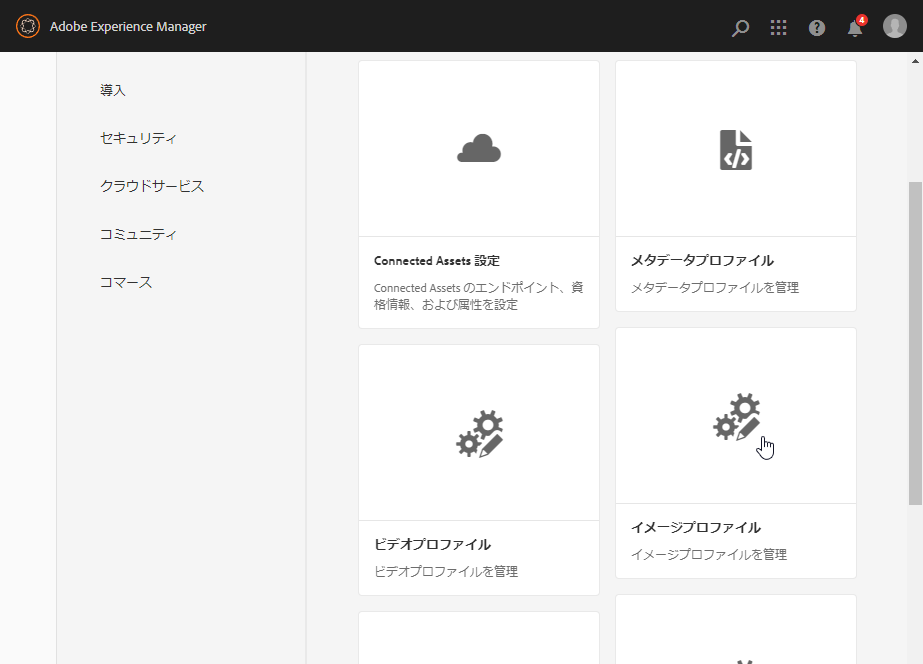 Adobe Experience Manager
4
導入
セキュリティ
クラウドサービス
コミュニティ
コマース
Connected Assets 設定
Connected Assets のエンドポイント、資
格情報、および属性を設定
メタデータプロファイル
メタデータプロファイルを管理
ビデオプロファイル
ビデオプロファイルを管理
イメージプロファイル
イメージプロファイルを管理